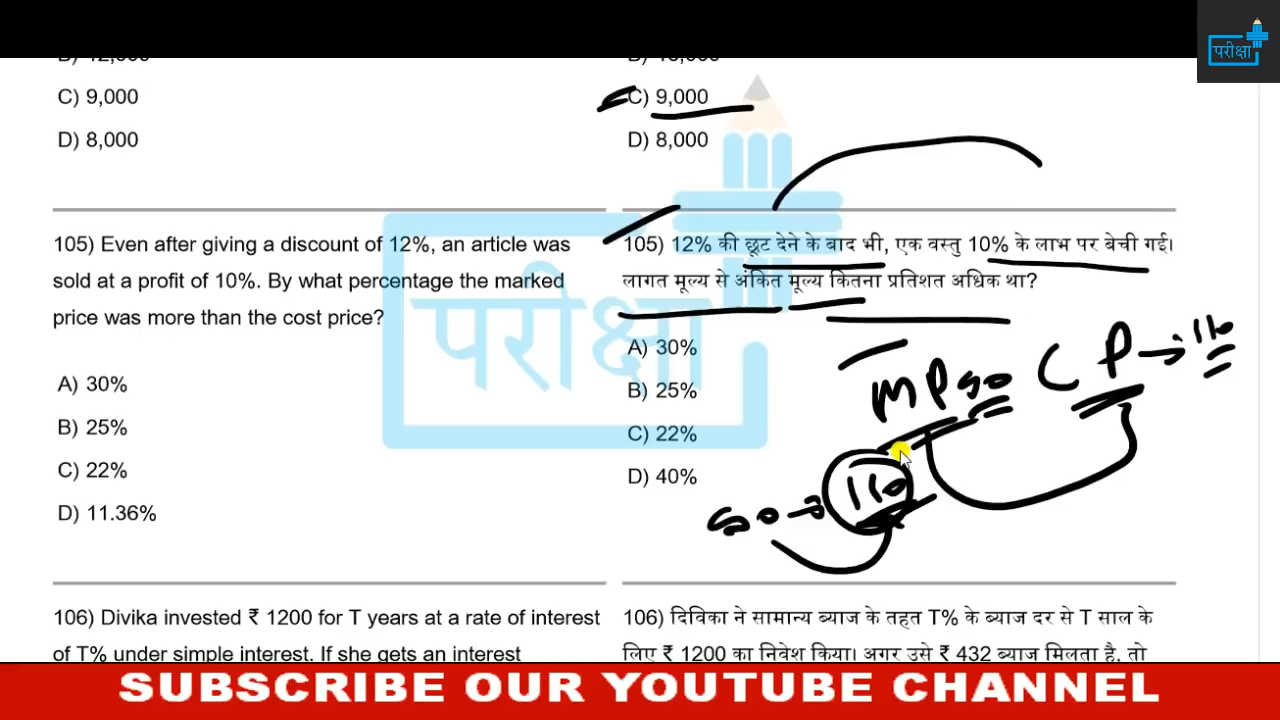 परीक्षा
C) 9,000
D) 8,000
105) Even after giving a discount of 12%, an article was
sold at a profit of 10%. By what percentage the marked
price was more than the cost price?
A) 30%
B) 25%
C) 22%
D) 11.36%
106) Divika invested ₹ 1200 for T years at a rate of interest
of T% under simple interest. If she gets an interest
C) 9,000
D) 8,000
105) 12% की छूट देने के बाद भी, एक वस्तु 10% के लाभ पर बेची गई।
लागत मूल्य से अंकित मूल्य कितना प्रतिशत अधिक था?
A) 30%
B) 25%
C) 22%
D) 40%
MP CP → 110
110
106) दिविका ने सामान्य ब्याज के तहत T% के ब्याज दर से T साल के
लिए ₹ 1200 का निवेश किया। अगर उसे ₹ 432 ब्याज मिलता है, तो
परीक्षा
SUBSCRIBE OUR YOUTUBE CHANNEL